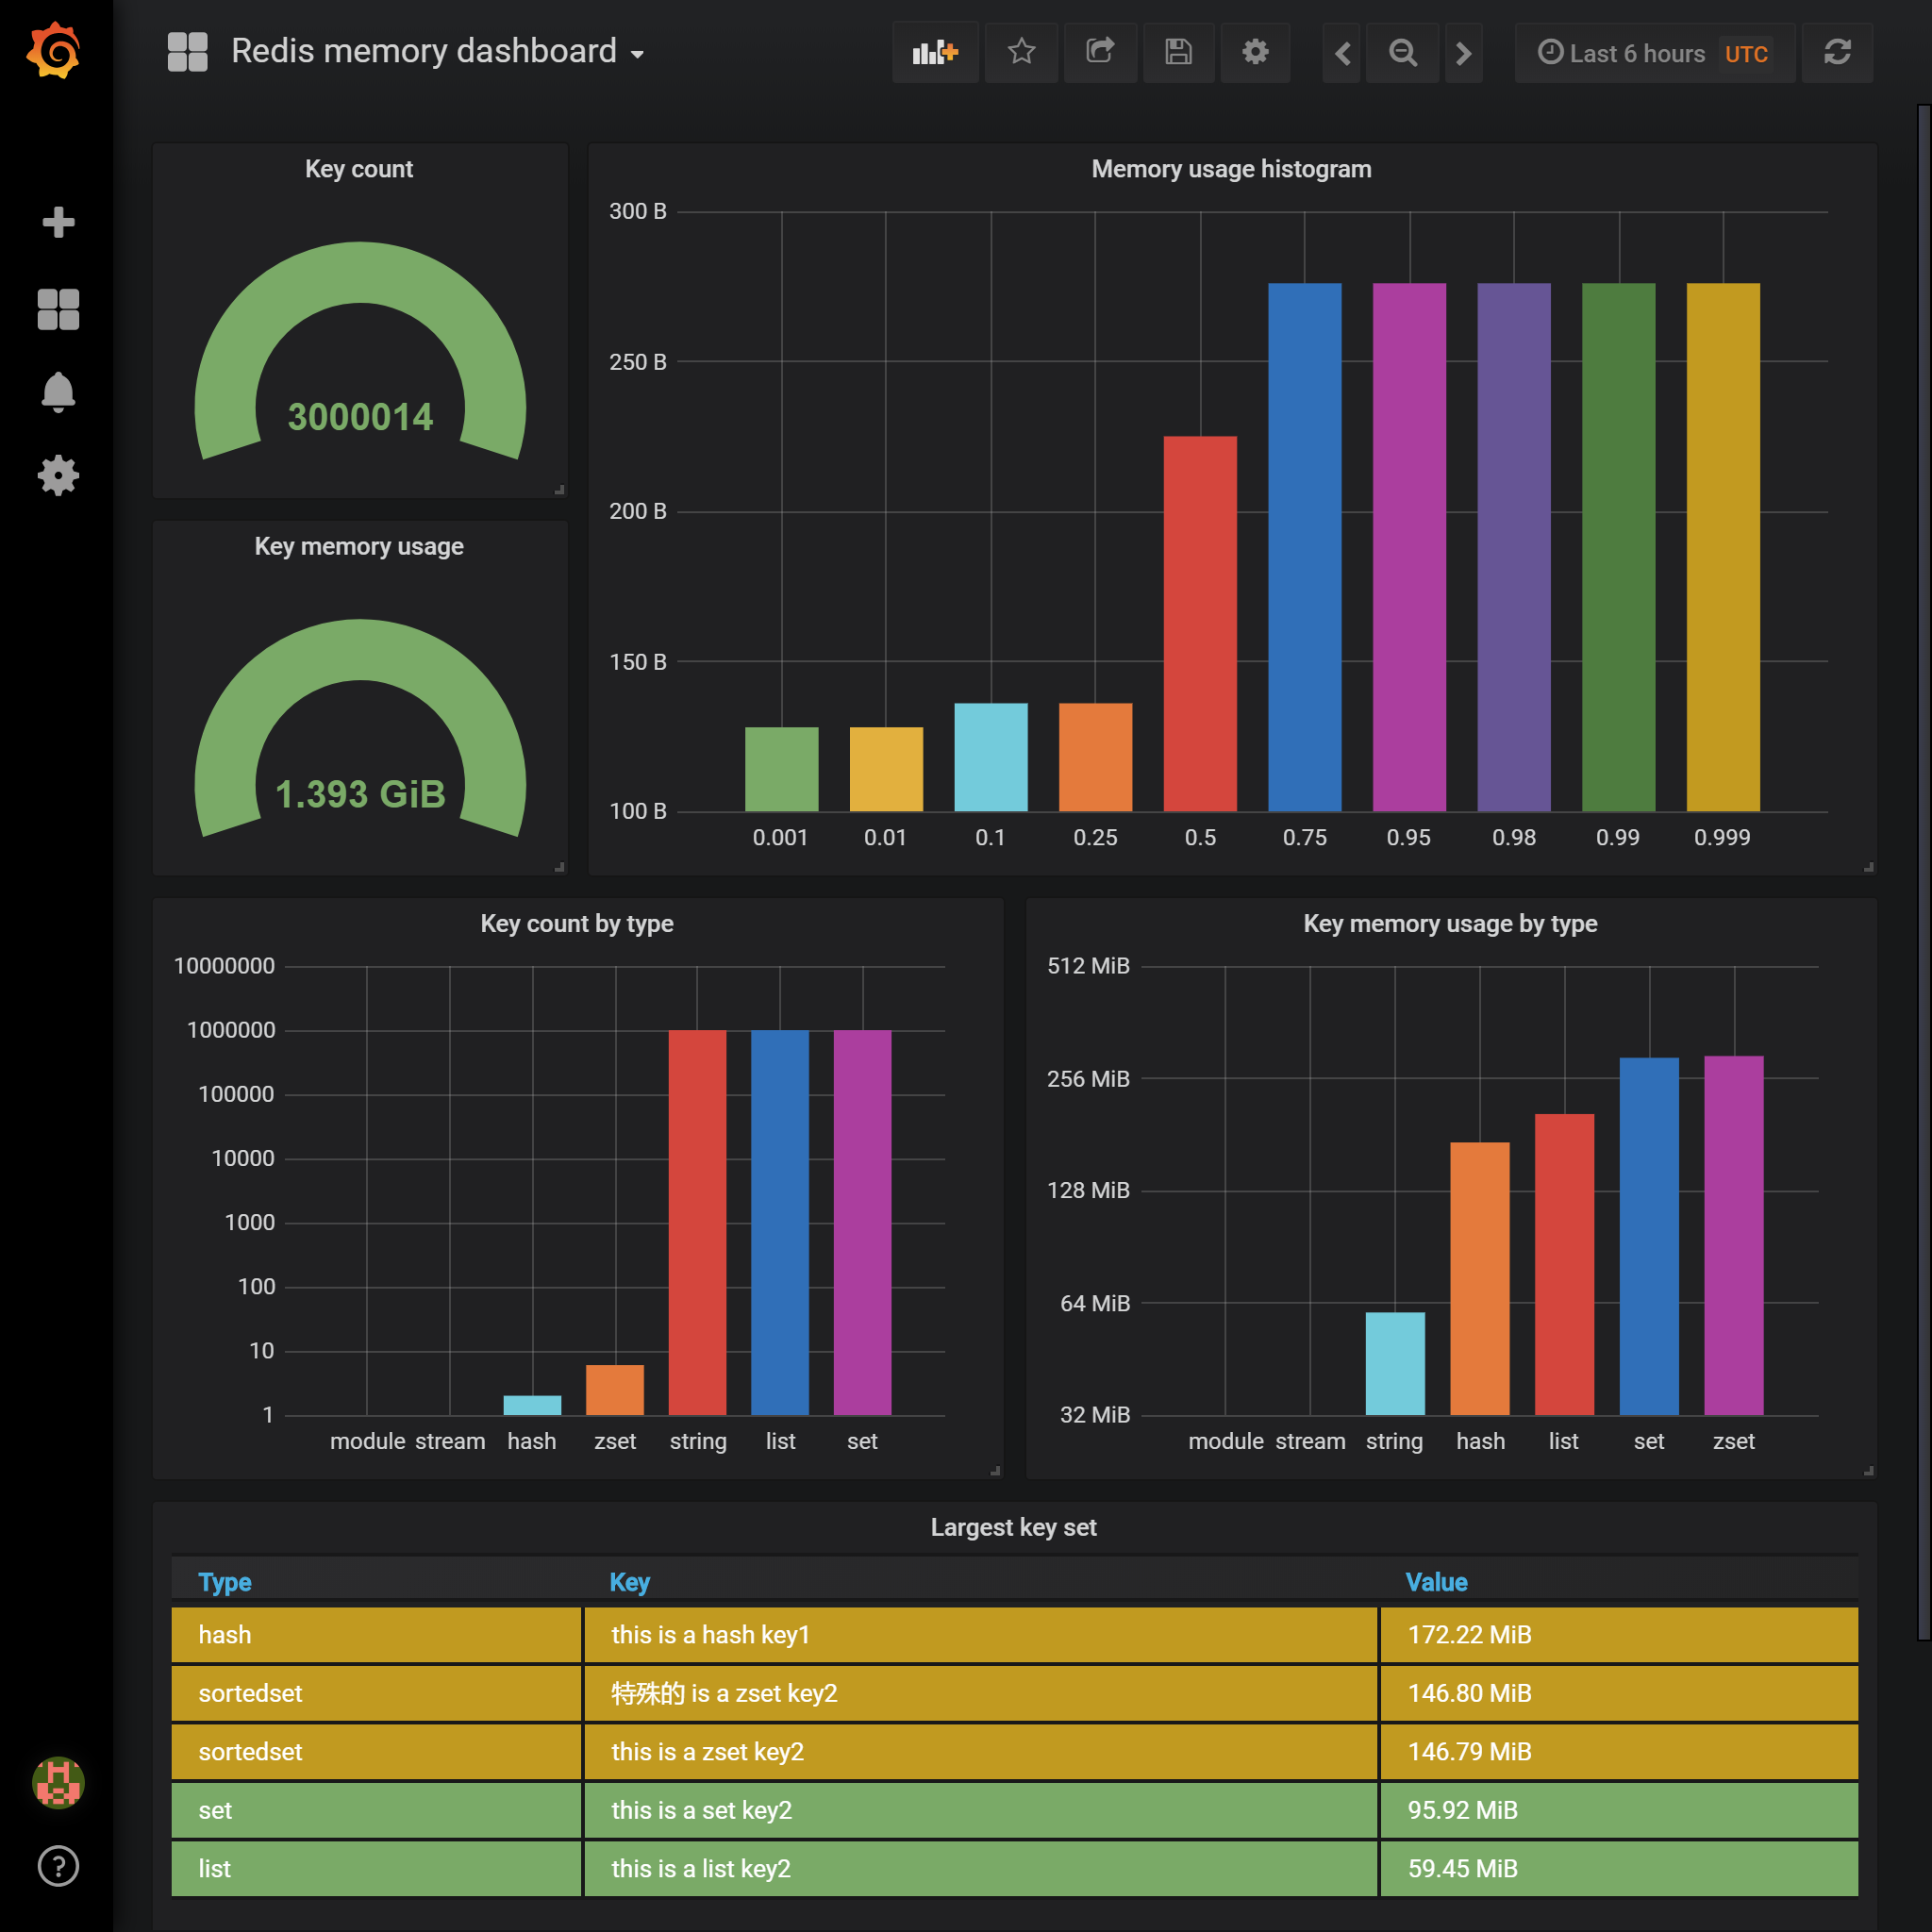 Redis memory dashboard
Last 6 hours UTC
Key count
3000014
Key memory usage
1.393 GiB
Memory usage histogram
300 B
250 B
200 B
150 B
100 B
0.001 0.01 0.1 0.25 0.5 0.75 0.95 0.98 0.99 0.999
Key count by type
10000000
1000000
100000
10000
1000
100
10
1
module stream hash zset string list set
Key memory usage by type
512 MiB
256 MiB
128 MiB
64 MiB
32 MiB
module stream string hash list set zset
Largest key set
Type Key Value
hash this is a hash key1 172.22 MiB
sortedset 特殊的 is a zset key2 146.80 MiB
sortedset this is a zset key2 146.79 MiB
set this is a set key2 95.92 MiB
list this is a list key2 59.45 MiB